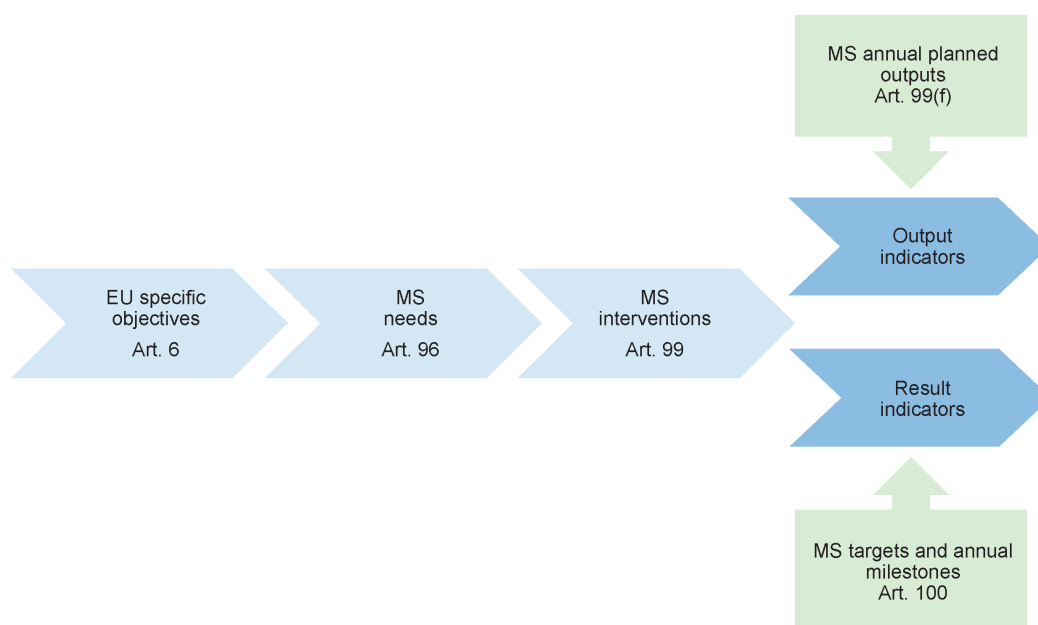 MS annual planned
outputs
Art. 99(f)
Output
indicators
EU specific
objectives
Art. 6
MS
needs
Art. 96
MS
interventions
Art. 99
Result
indicators
MS targets and annual
milestones
Art. 100